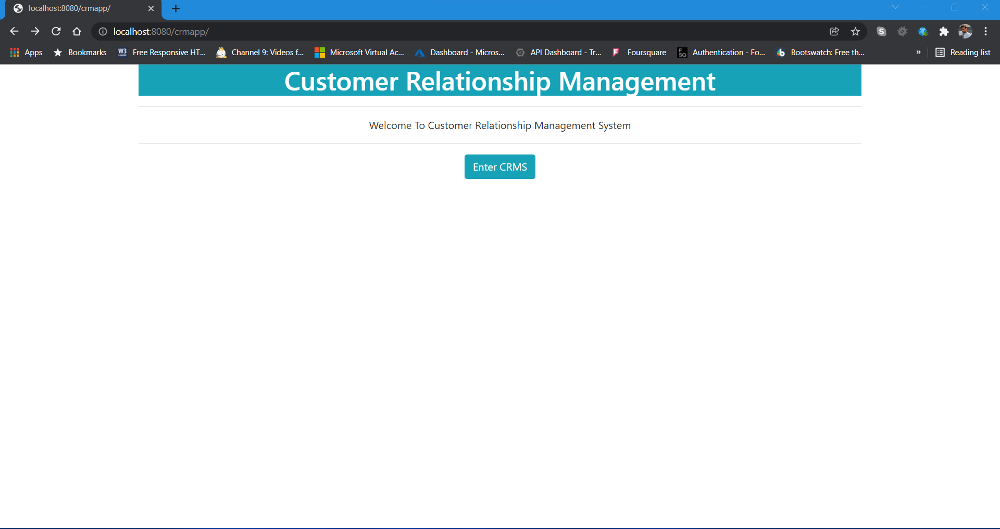 localhost:8080/crmapp/
localhost:8080/crmapp/
Apps Bookmarks W3 Free Responsive HT... Channel 9: Videos f... Microsoft Virtual Ac... Dashboard - Micros... API Dashboard - Tr... Foursquare Authentication - Fo... Bootswatch: Free th... » Reading list
Customer Relationship Management
Welcome To Customer Relationship Management System
Enter CRMS